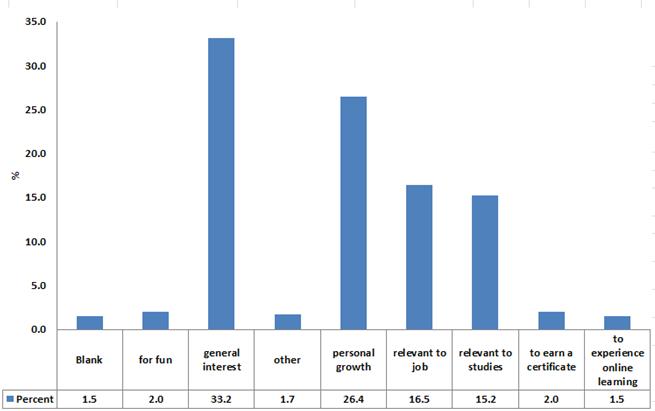 35.0
30.0
25.0
20.0
15.0
10.0
5.0
0.0
%
Blank
for fun
general
interest
other
personal
growth
relevant to
job
relevant to
studies
to earn a
certificate
to
experience
online
learning
Percent 1.5 2.0 33.2 1.7 26.4 16.5 15.2 2.0 1.5